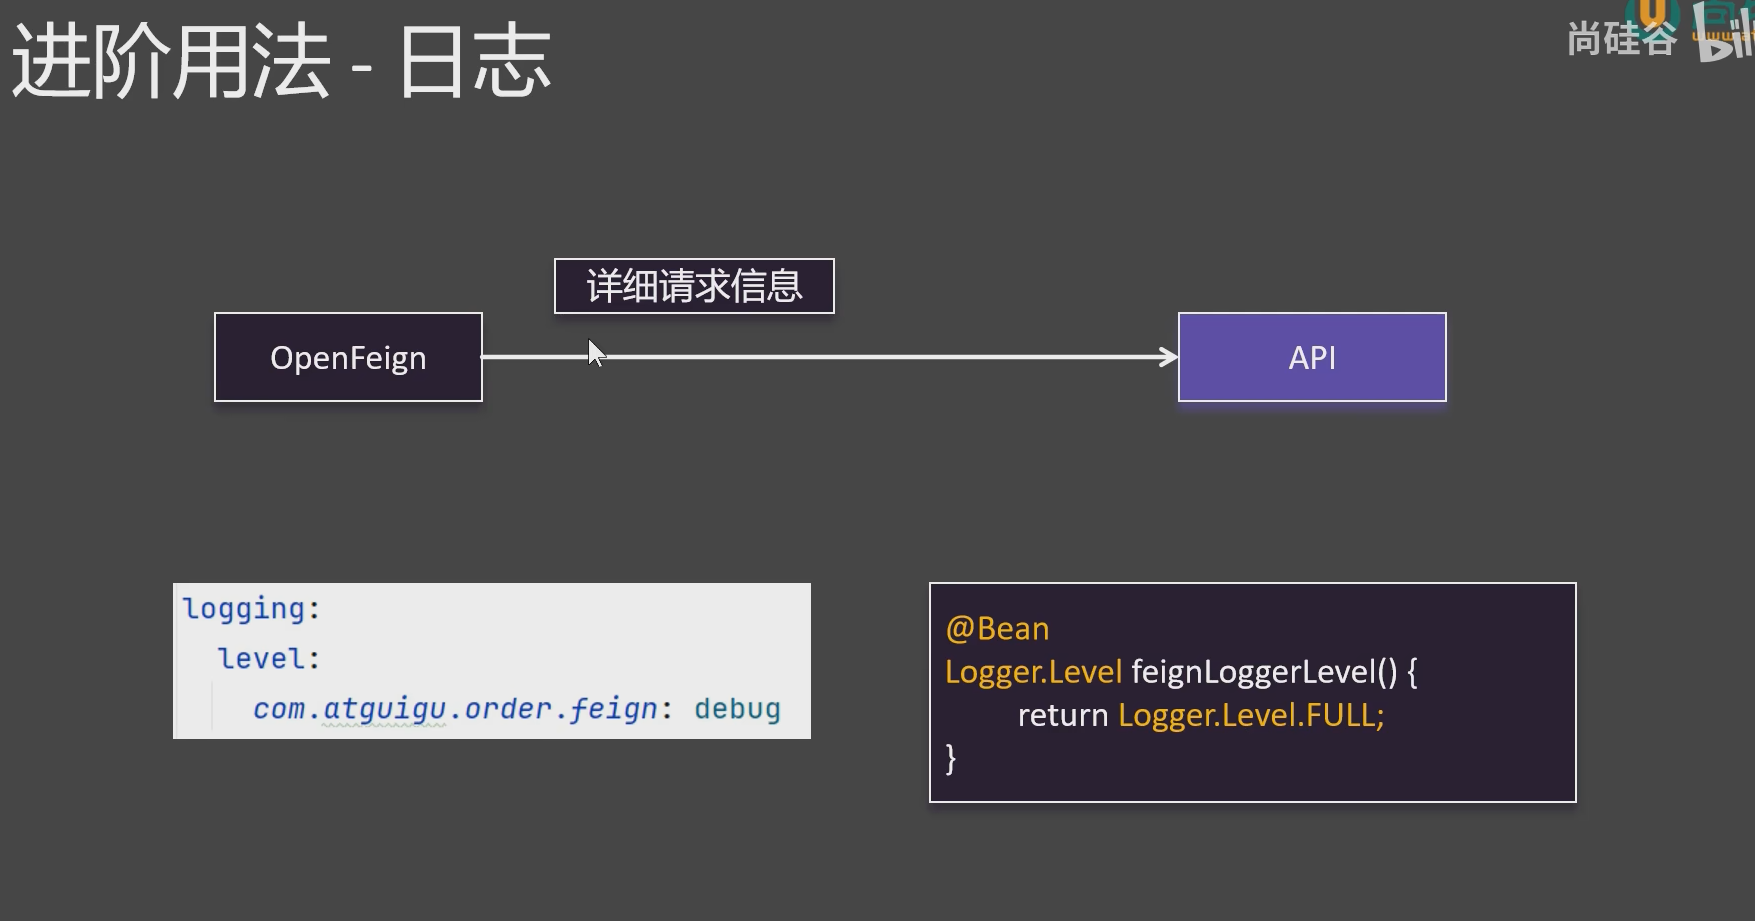 进阶用法 - 日志
尚硅谷
详细请求信息
OpenFeign
API
logging:
level:
com.atguigu.order.feign: debug
@Bean
Logger.Level feignLoggerLevel() {
return Logger.Level.FULL;
}